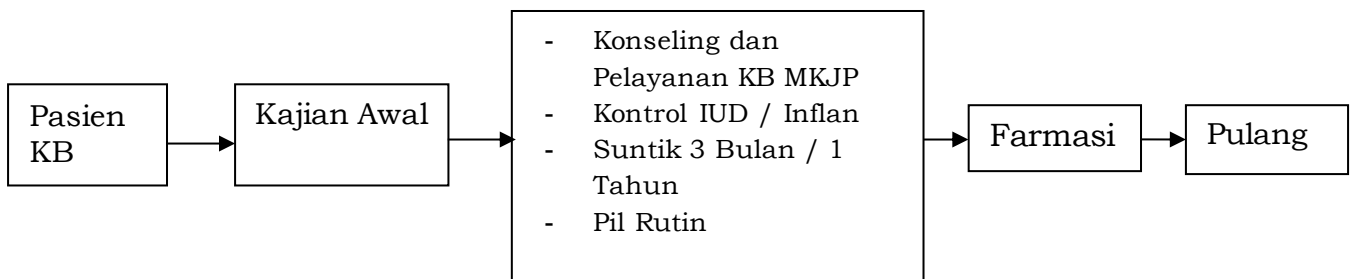 Pasien
KB
Kajian Awal
- Konseling dan
Pelayanan KB MKJP
- Kontrol IUD / Inflan
- Suntik 3 Bulan / 1
Tahun
- Pil Rutin
Farmasi
Pulang